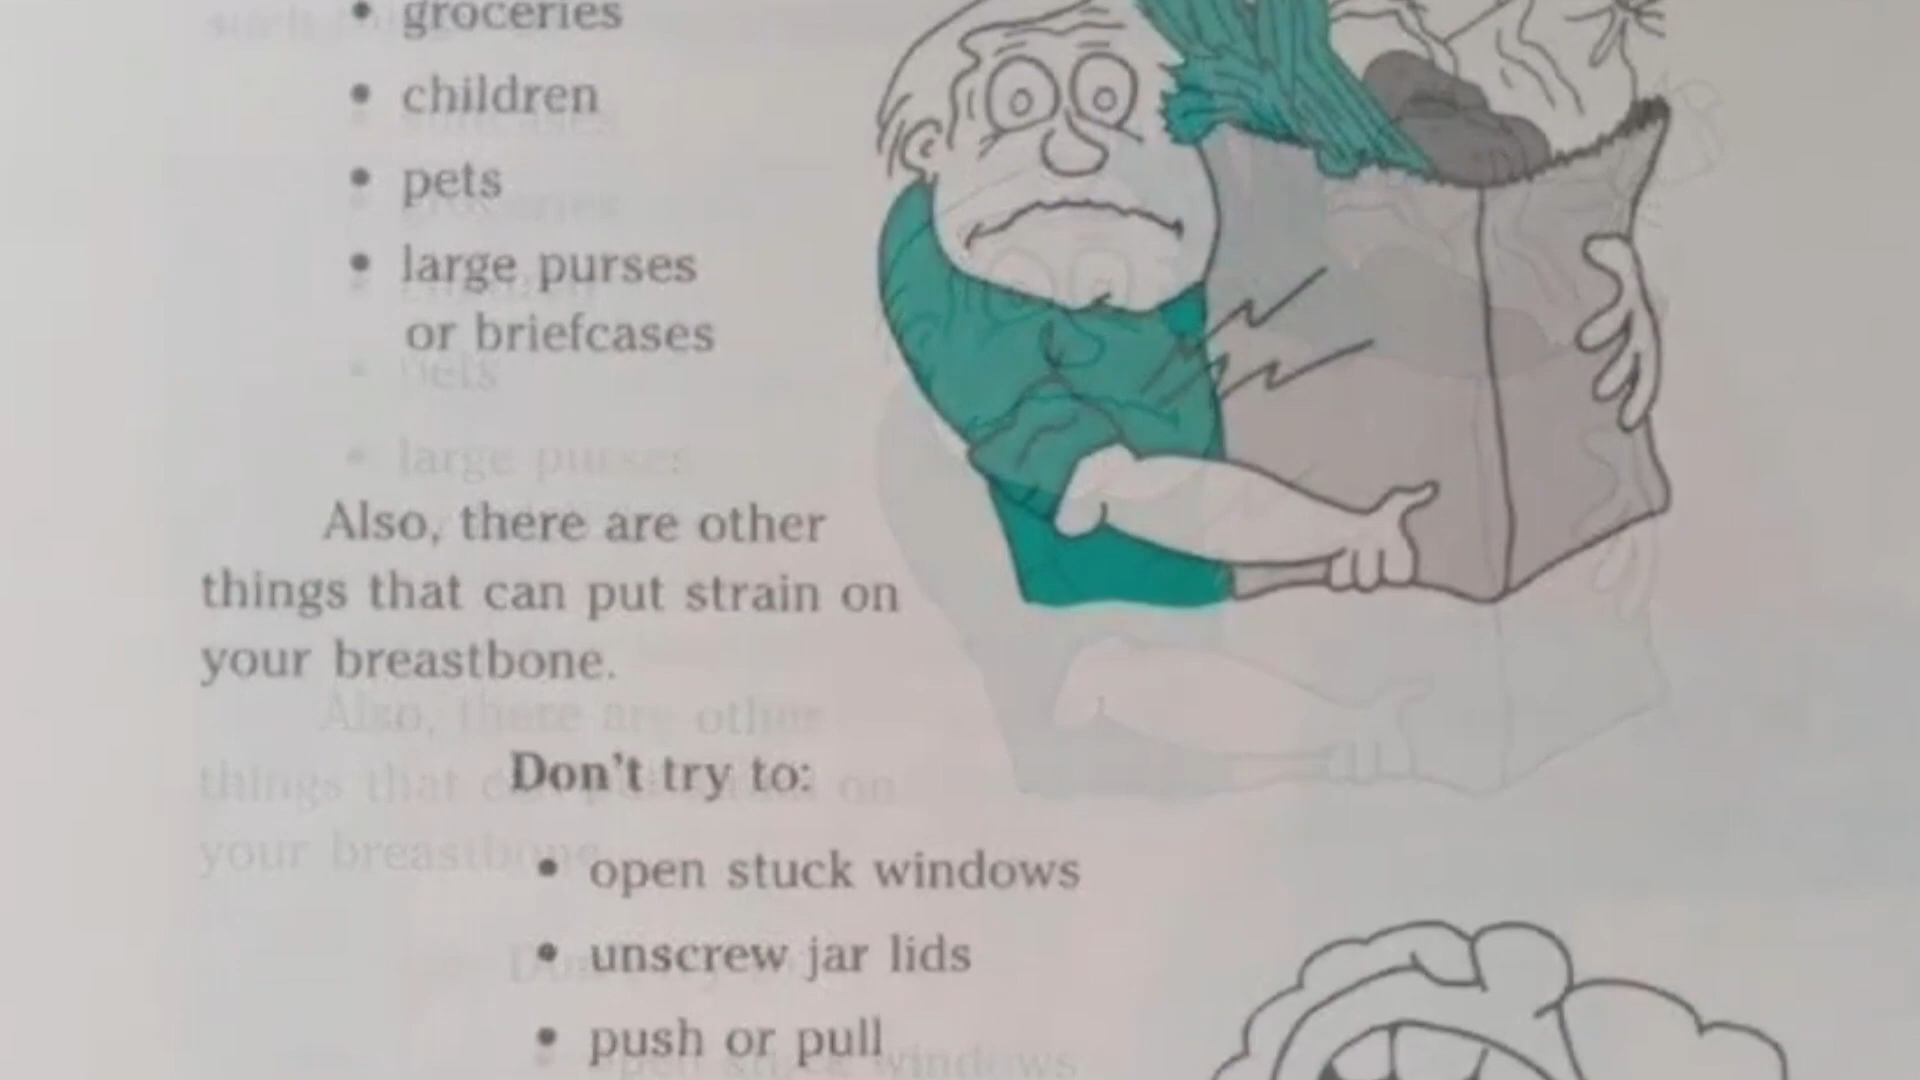 • groceries
• children
• pets
• large purses
or briefcases
Also, there are other
things that can put strain on
your breastbone.
Don't try to:
• open stuck windows
• unscrew jar lids
• push or pull